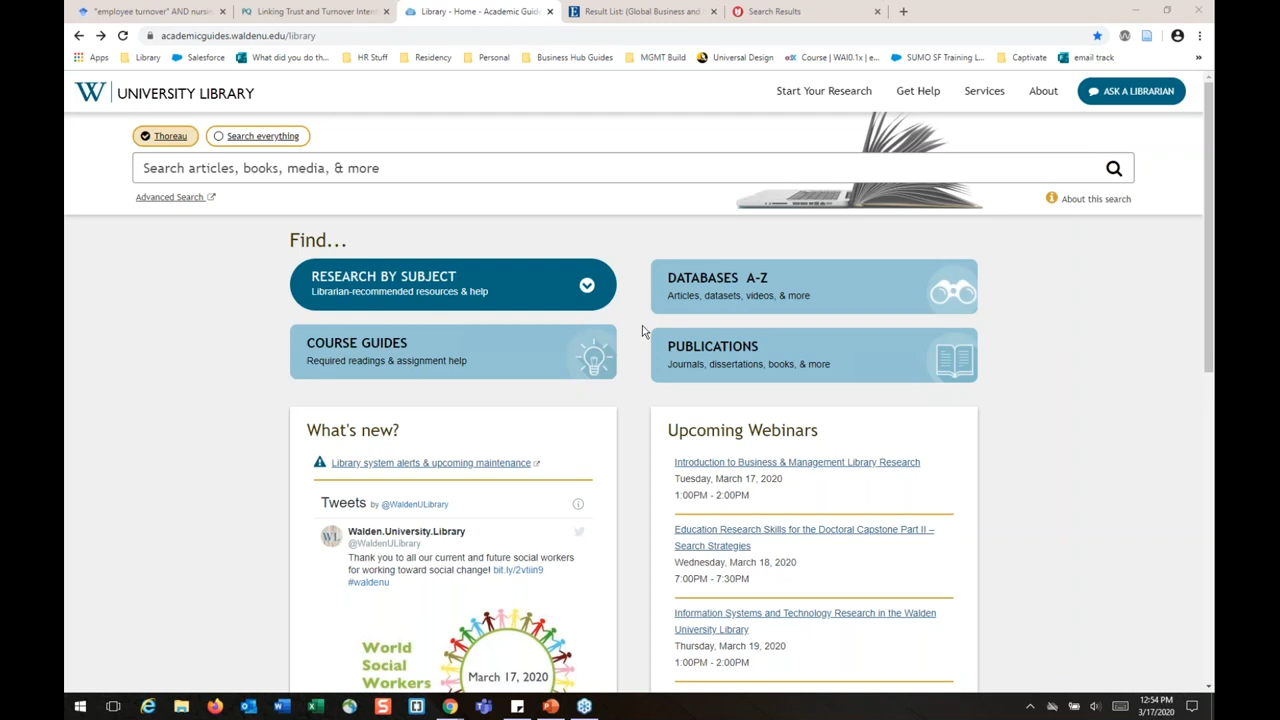 "employee turnover" AND nursin
Linking Trust and Turnover Inten
Library - Home - Academic Guid
Result List: (Global Business and
Search Results
academicguides.waldenu.edu/library
Apps
Library
Salesforce
What did you do th...
HR Stuff
Residency
Personal
Business Hub Guides
MGMT Build
Universal Design
Course | WAI0.1x | e...
SUMO SF Training L...
Captivate
email track
W UNIVERSITY LIBRARY
Start Your Research
Get Help
Services
About
ASK A LIBRARIAN
Thoreau
Search everything
Search articles, books, media, & more
Advanced Search
About this search
Find...
RESEARCH BY SUBJECT
Librarian-recommended resources & help
DATABASES A-Z
Articles, datasets, videos, & more
COURSE GUIDES
Required readings & assignment help
PUBLICATIONS
Journals, dissertations, books, & more
What's new?
Library system alerts & upcoming maintenance
Tweets by @WaldenULibrary
Walden.University.Library
@WaldenULibrary
Thank you to all our current and future social workers
for working toward social change! bit.ly/2vtiin9
#waldenu
World
Social
Workers
March 17, 2020
Upcoming Webinars
Introduction to Business & Management Library Research
Tuesday, March 17, 2020
1:00PM - 2:00PM
Education Research Skills for the Doctoral Capstone Part II –
Search Strategies
Wednesday, March 18, 2020
7:00PM - 7:30PM
Information Systems and Technology Research in the Walden
University Library
Thursday, March 19, 2020
1:00PM - 2:00PM
12:54 PM
3/17/2020